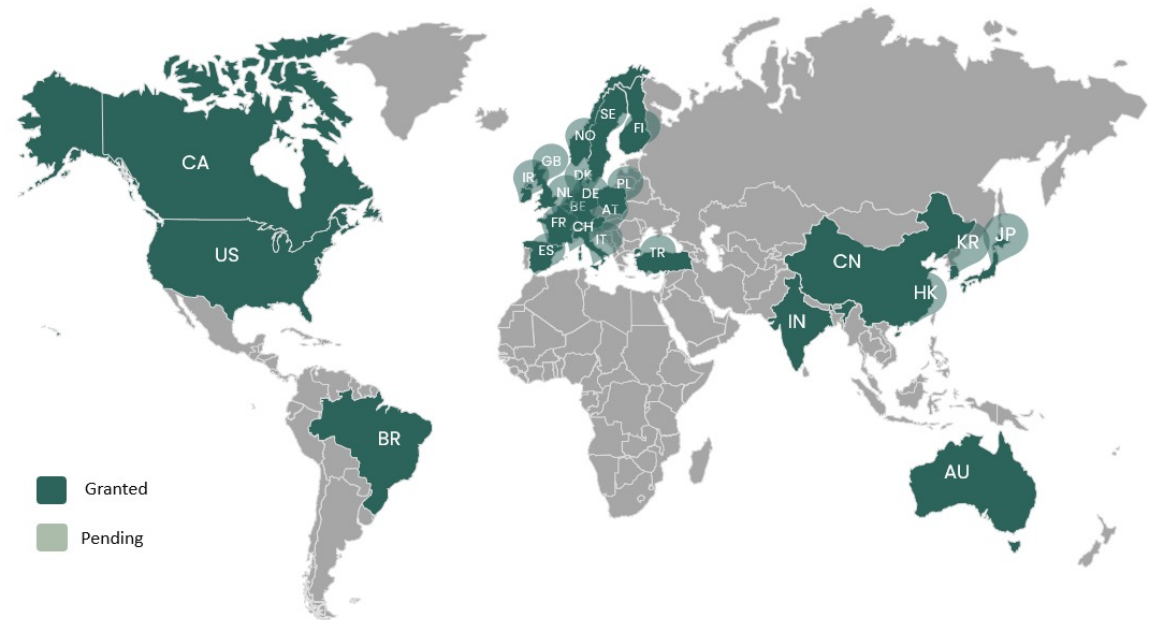 CA
US
BR
SE
NO
FI
GB
IR
DK
NL
DE
PL
BE
AT
FR
CH
IT
ES
TR
CN
KR
JP
HK
IN
AU
Granted
Pending